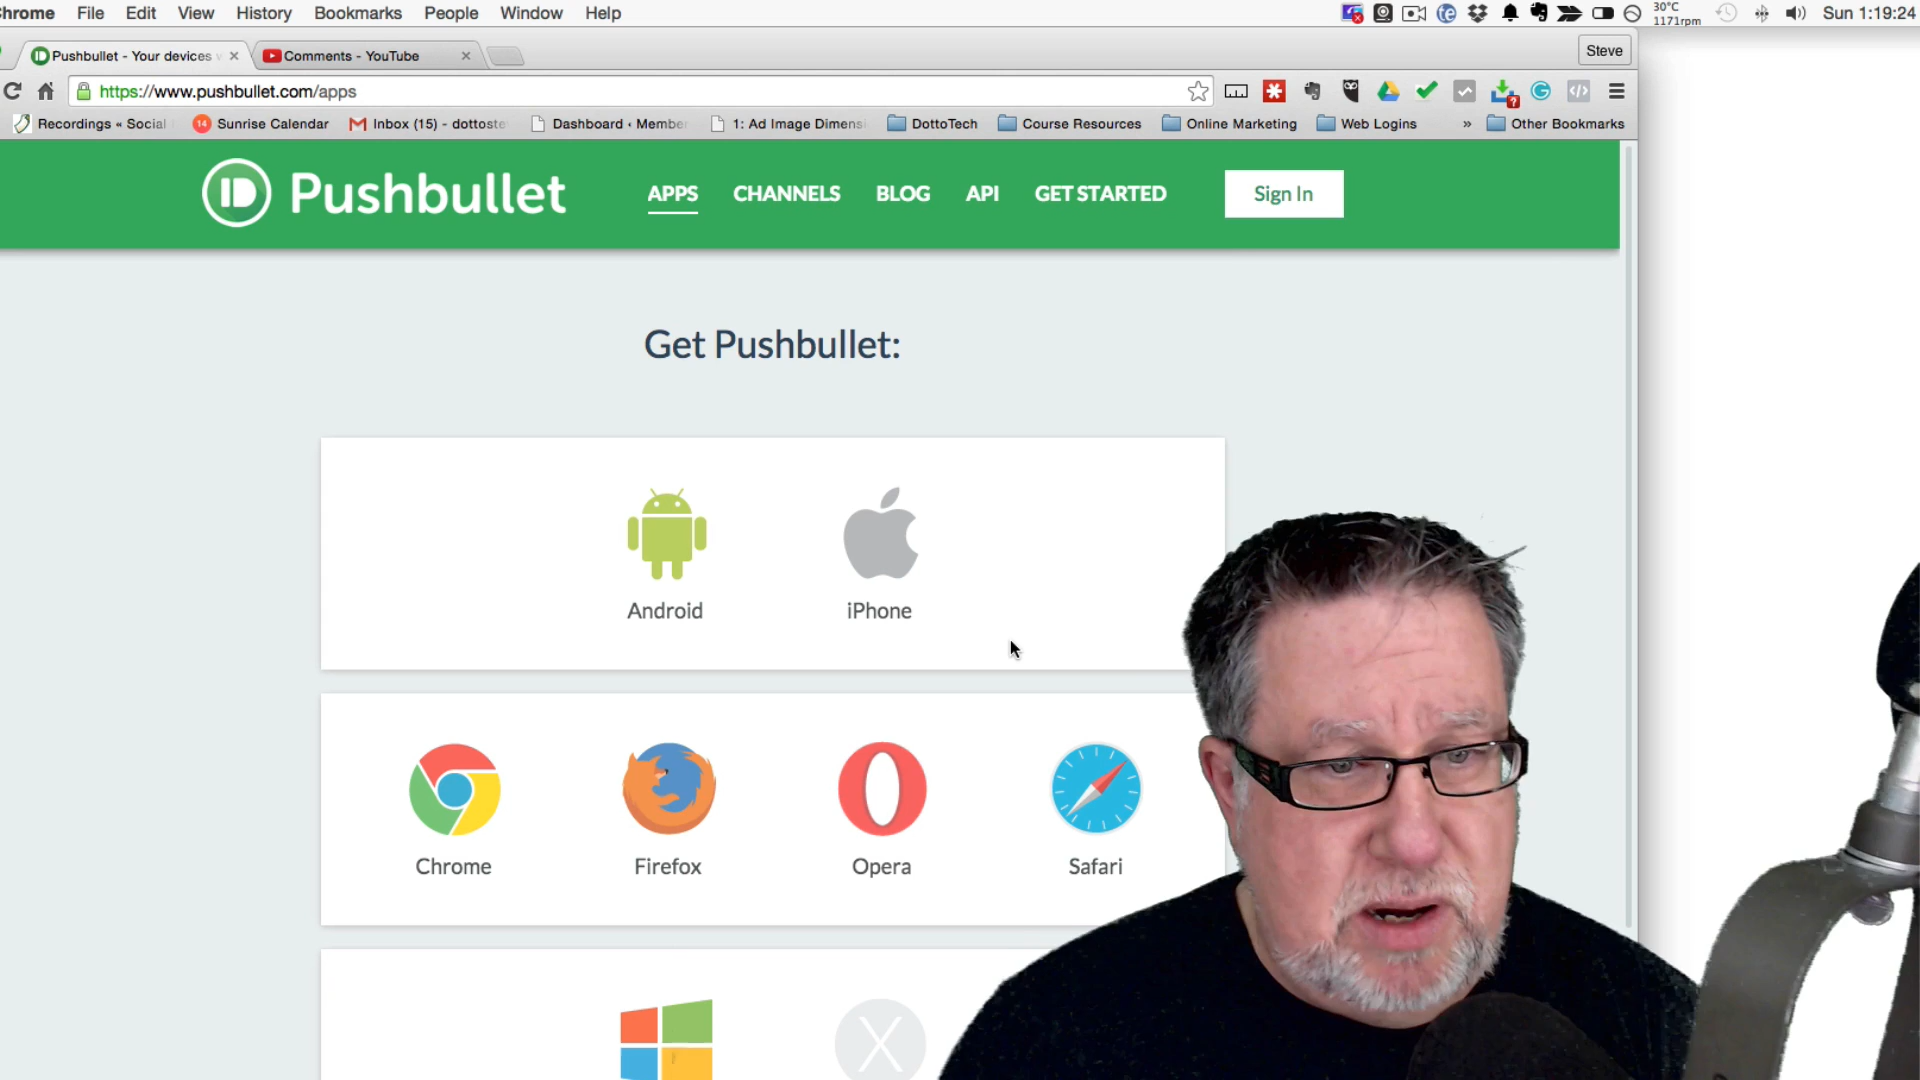 hrome File Edit View History Bookmarks People Window Help 30°C 1171rpm Sun 1:19:24
Pushbullet - Your devices Comments - YouTube Steve
https://www.pushbullet.com/apps
Recordings « Social 14 Sunrise Calendar Inbox (15) - dottoste Dashboard ‹ Membe 1: Ad Image Dimens DottoTech Course Resources Online Marketing Web Logins » Other Bookmarks
Pushbullet APPS CHANNELS BLOG API GET STARTED Sign In
Get Pushbullet:
Android iPhone
Chrome Firefox Opera Safari
X